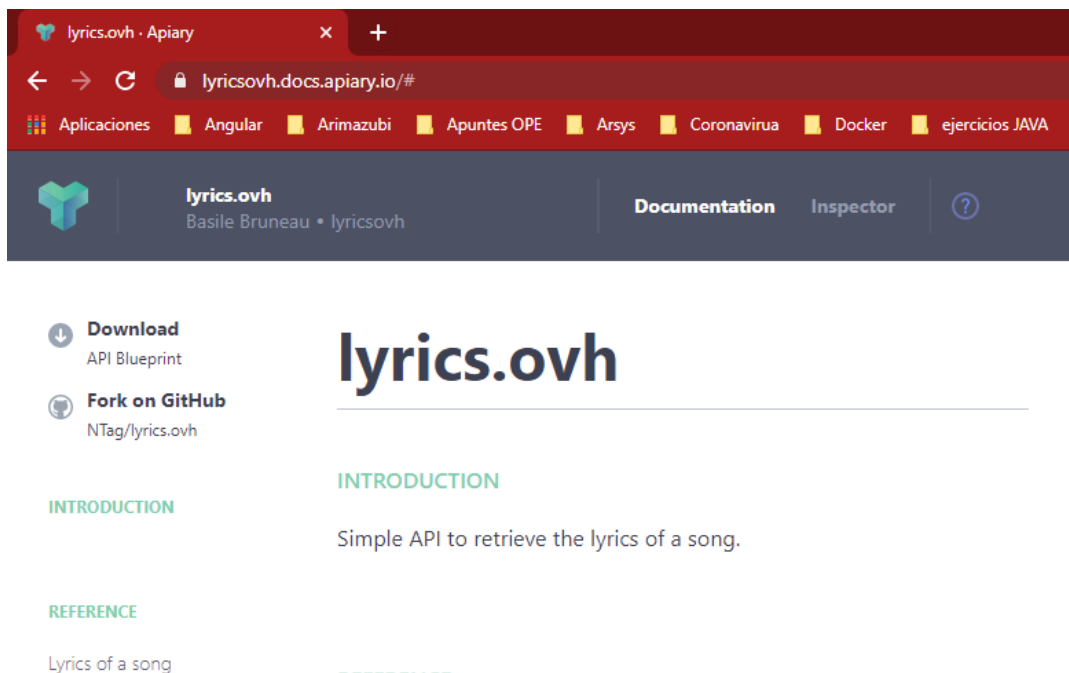 lyrics.ovh · Apiary
lyricsovh.docs.apiary.io/#
Aplicaciones Angular Arimazubi Apuntes OPE Arsys Coronavirua Docker ejercicios JAVA
lyrics.ovh
Basile Bruneau • lyricsovh
Documentation Inspector ?
Download
API Blueprint
Fork on GitHub
NTag/lyrics.ovh
INTRODUCTION
REFERENCE
Lyrics of a song
lyrics.ovh
INTRODUCTION
Simple API to retrieve the lyrics of a song.